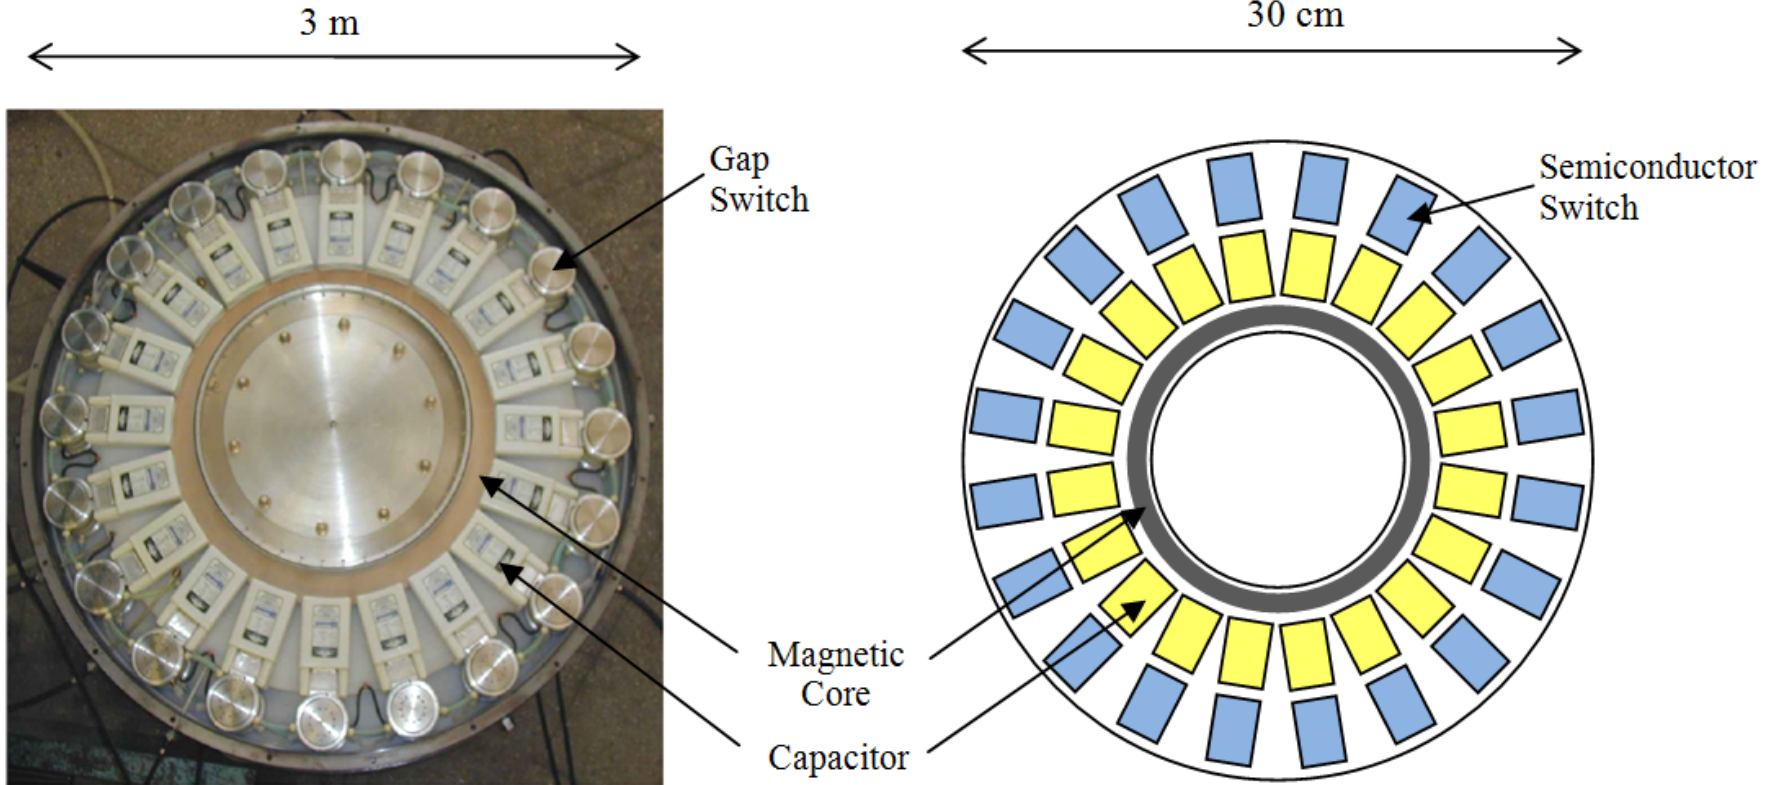 3 m
30 cm
Gap
Switch
Semiconductor
Switch
Magnetic
Core
Capacitor